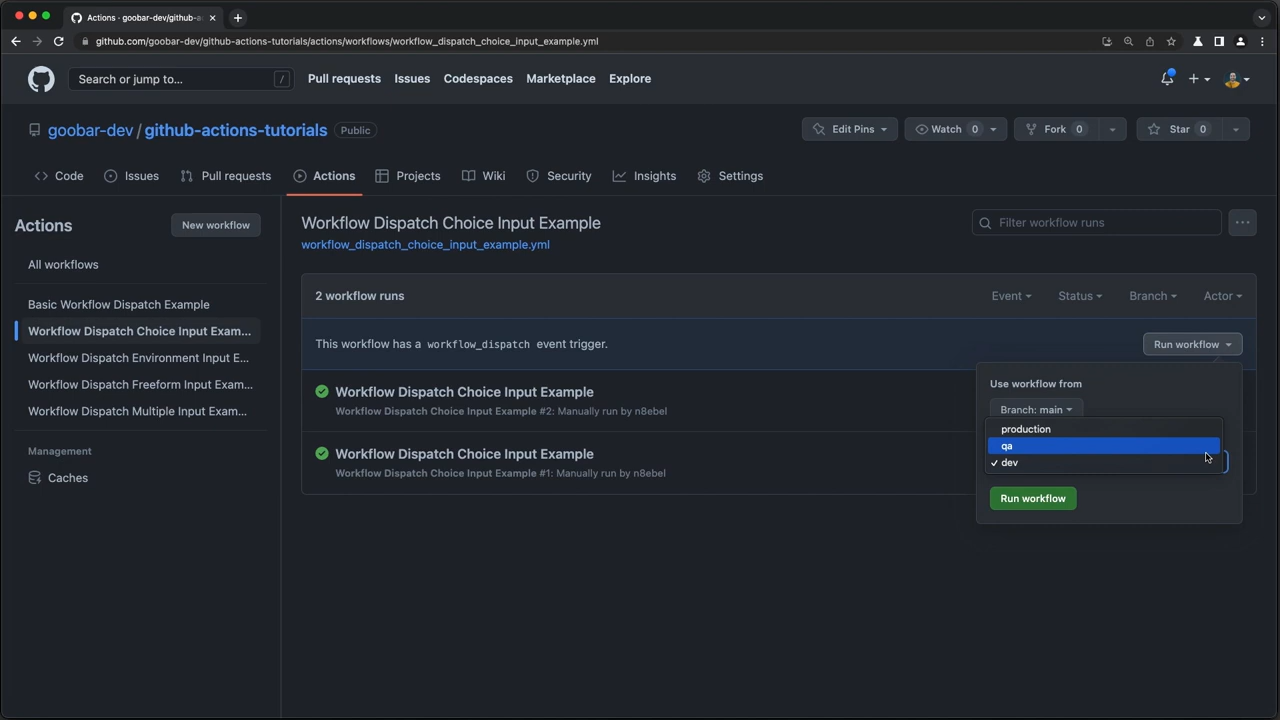 Actions · goobar-dev/github-a
github.com/goobar-dev/github-actions-tutorials/actions/workflows/workflow_dispatch_choice_input_example.yml
Search or jump to... /
Pull requests Issues Codespaces Marketplace Explore
goobar-dev / github-actions-tutorials Public
Edit Pins Watch 0 Fork 0 Star 0
Code Issues Pull requests Actions Projects Wiki Security Insights Settings
Actions New workflow
All workflows
Basic Workflow Dispatch Example
Workflow Dispatch Choice Input Exam...
Workflow Dispatch Environment Input E...
Workflow Dispatch Freeform Input Exam...
Workflow Dispatch Multiple Input Exam...
Management
Caches
Workflow Dispatch Choice Input Example
workflow_dispatch_choice_input_example.yml
Filter workflow runs
2 workflow runs
Event Status Branch Actor
This workflow has a workflow_dispatch event trigger.
Run workflow
Workflow Dispatch Choice Input Example
Workflow Dispatch Choice Input Example #2: Manually run by n8ebel
Workflow Dispatch Choice Input Example
Workflow Dispatch Choice Input Example #1: Manually run by n8ebel
Use workflow from
Branch: main
production
qa
✓ dev
Run workflow